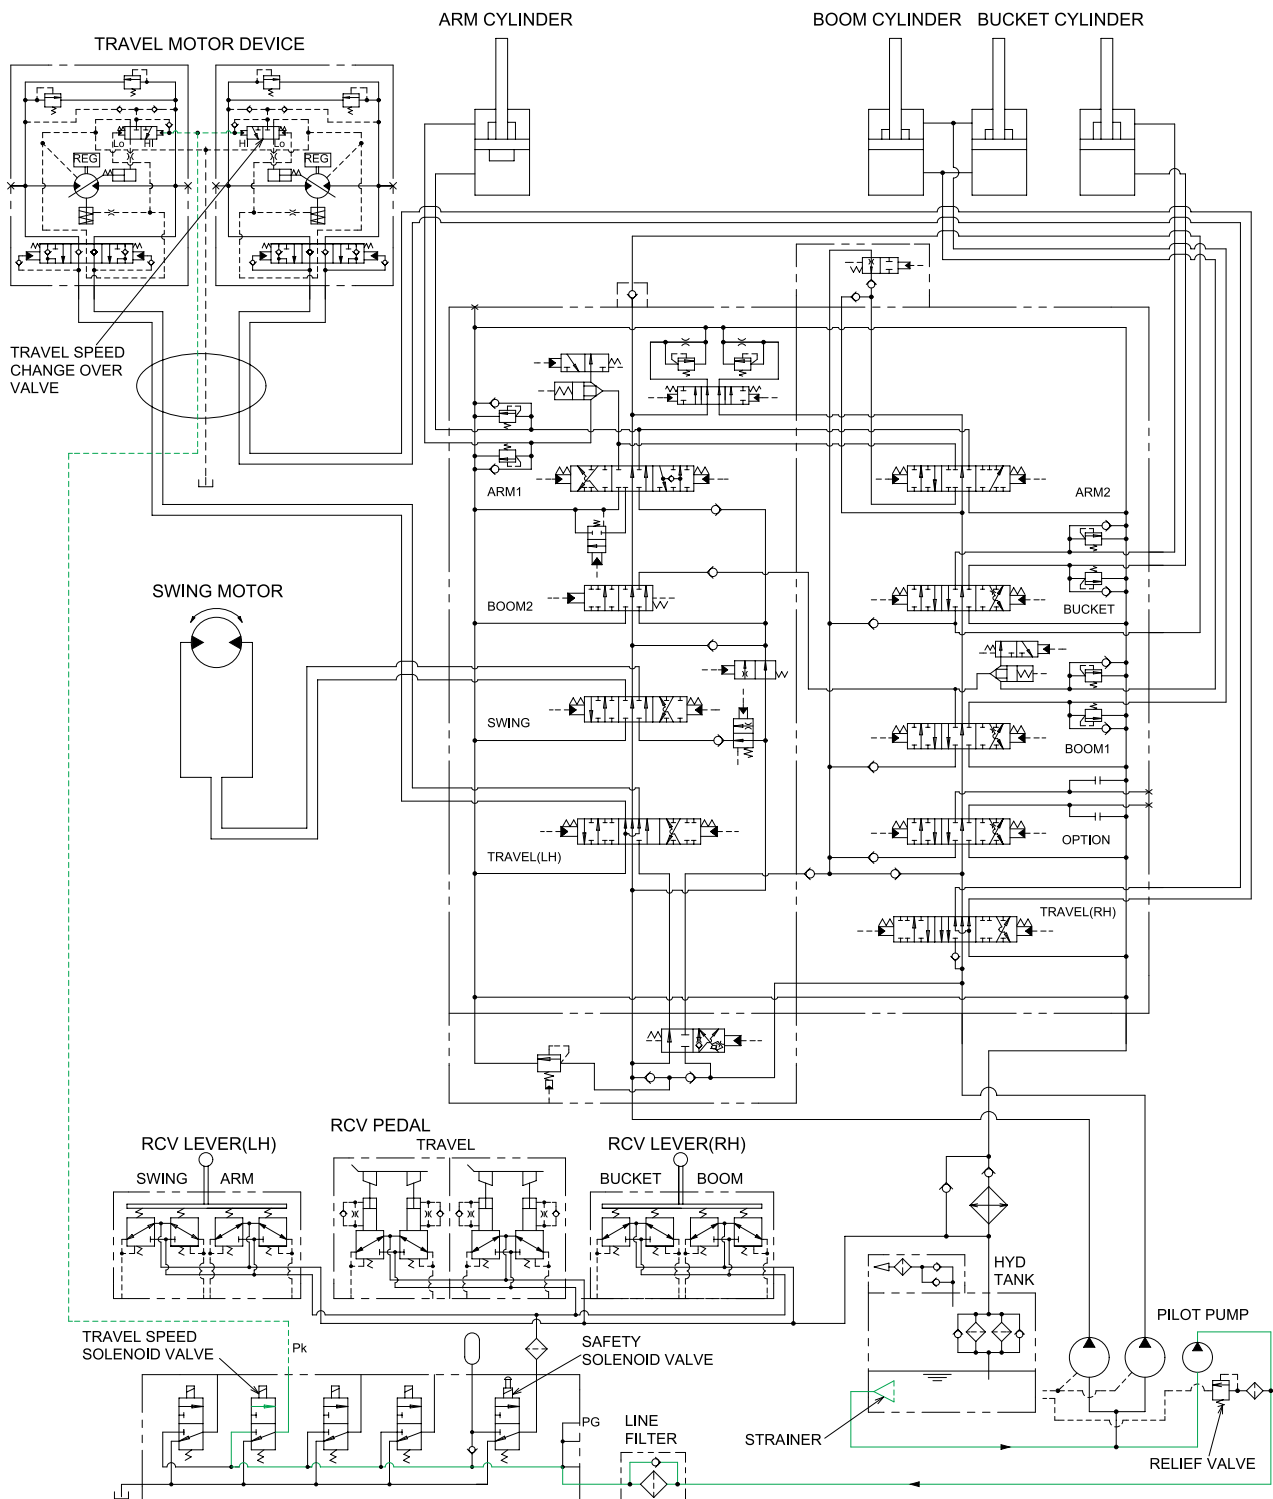 ARM CYLINDER
BOOM CYLINDER
BUCKET CYLINDER
TRAVEL MOTOR DEVICE
Lo
HI
HI
Lo
REG
REG
TRAVEL SPEED
CHANGE OVER
VALVE
ARM1
ARM2
BOOM2
BUCKET
SWING MOTOR
SWING
BOOM1
TRAVEL(LH)
OPTION
TRAVEL(RH)
RCV LEVER(LH)
SWING
ARM
RCV PEDAL
TRAVEL
RCV LEVER(RH)
BUCKET
BOOM
HYD
TANK
PILOT PUMP
TRAVEL SPEED
SOLENOID VALVE
Pk
SAFETY
SOLENOID VALVE
PG
LINE
FILTER
STRAINER
RELIEF VALVE